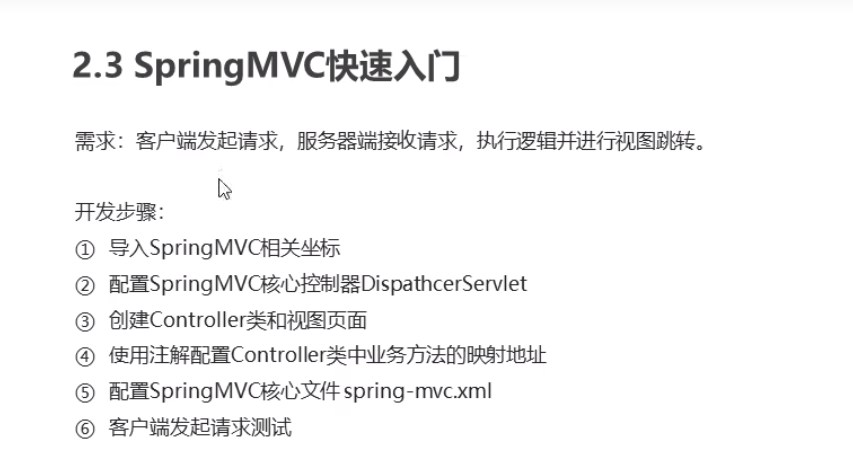 2.3 SpringMVC快速入门
需求：客户端发起请求，服务器端接收请求，执行逻辑并进行视图跳转。
开发步骤：
① 导入SpringMVC相关坐标
② 配置SpringMVC核心控制器DispathcerServlet
③ 创建Controller类和视图页面
④ 使用注解配置Controller类中业务方法的映射地址
⑤ 配置SpringMVC核心文件 spring-mvc.xml
⑥ 客户端发起请求测试